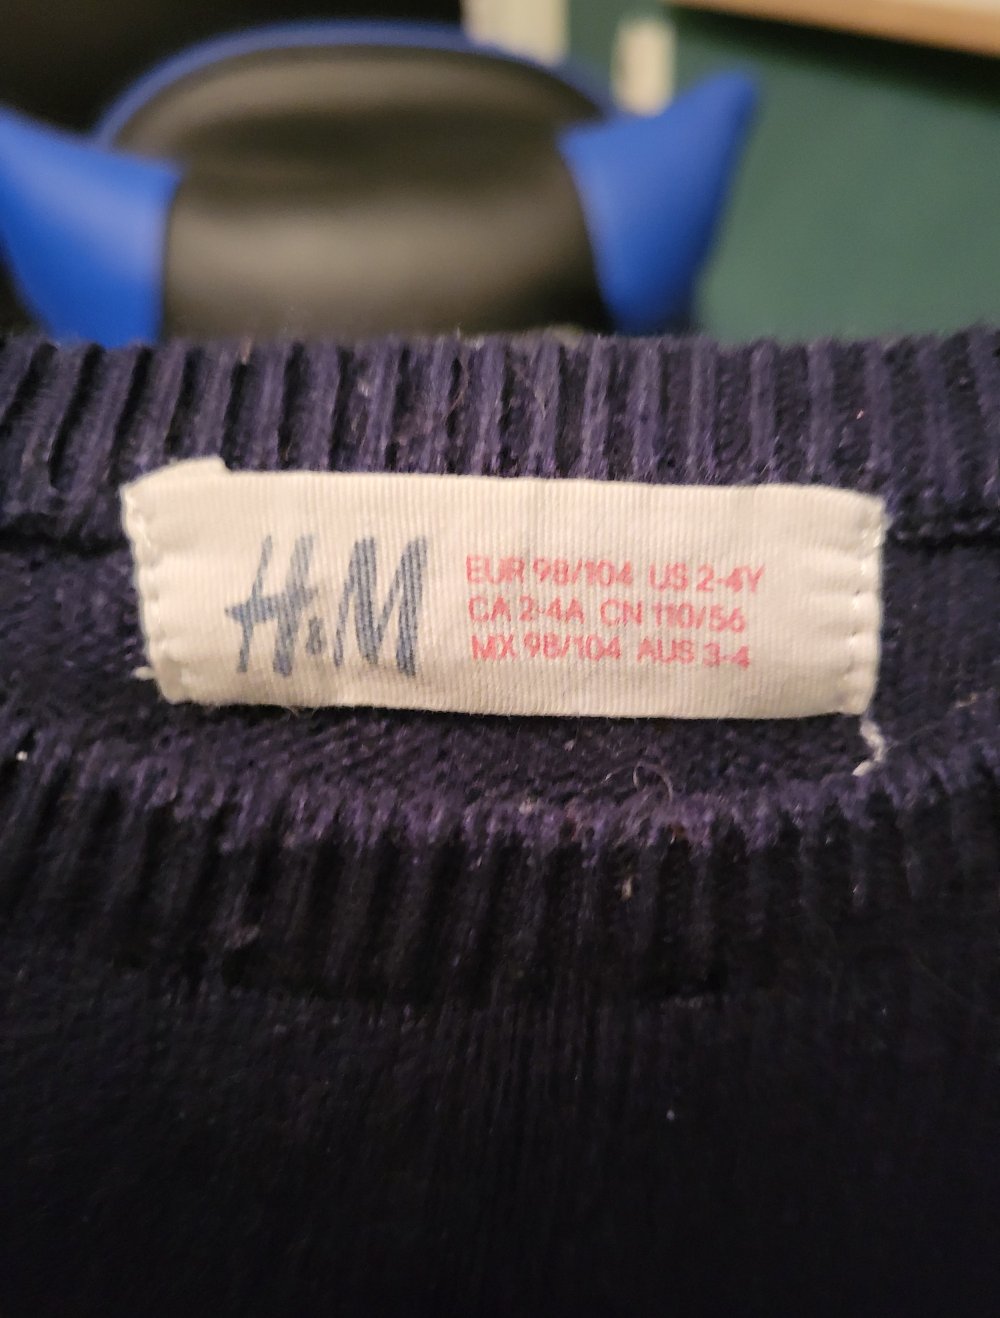 H&M
EUR 98/104 US 2-4Y
CA 2-4A CN 110/56
MX 98/104 AUS 3-4